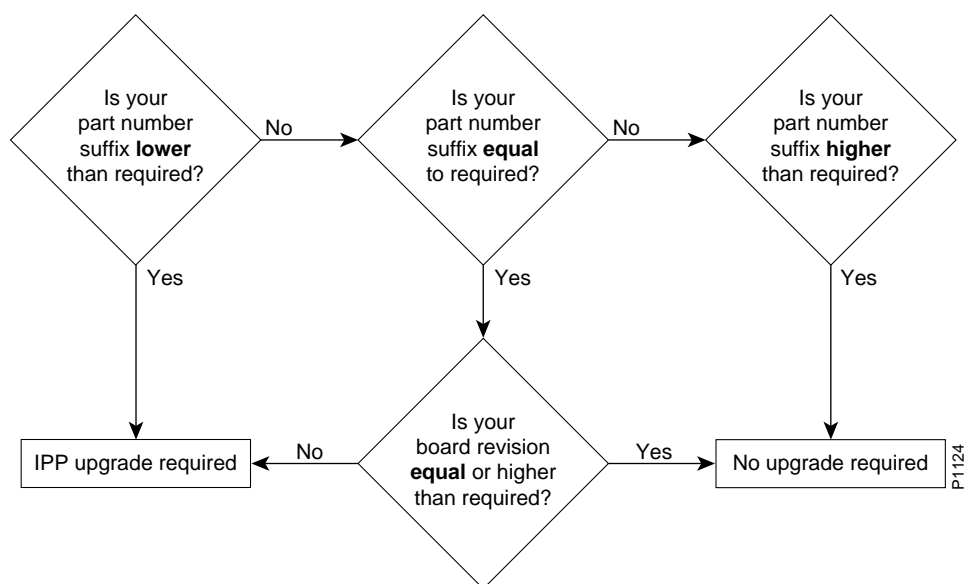 Is your
part number
suffix lower
than required?
No
Is your
part number
suffix equal
to required?
No
Is your
part number
suffix higher
than required?
Yes
Yes
Yes
Is your
board revision
equal or higher
than required?
No
Yes
IPP upgrade required
No upgrade required
P1124